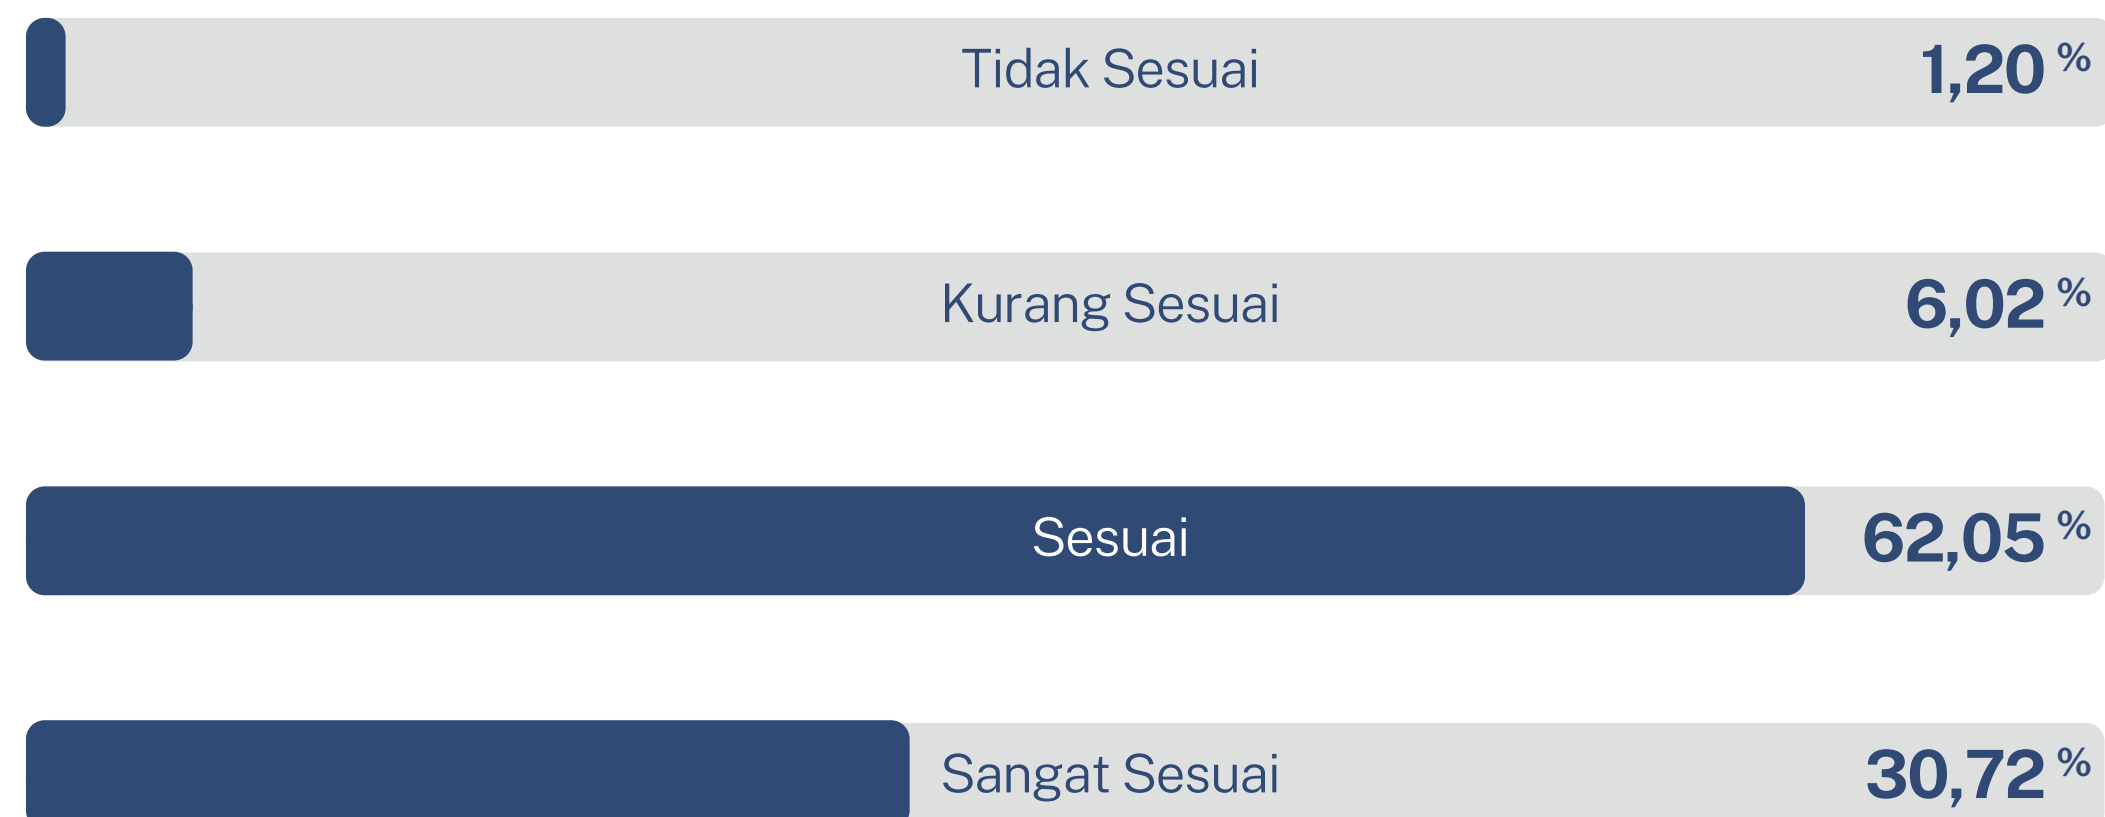 Tidak Sesuai 1,20 %
Kurang Sesuai 6,02 %
Sesuai 62,05 %
Sangat Sesuai 30,72 %